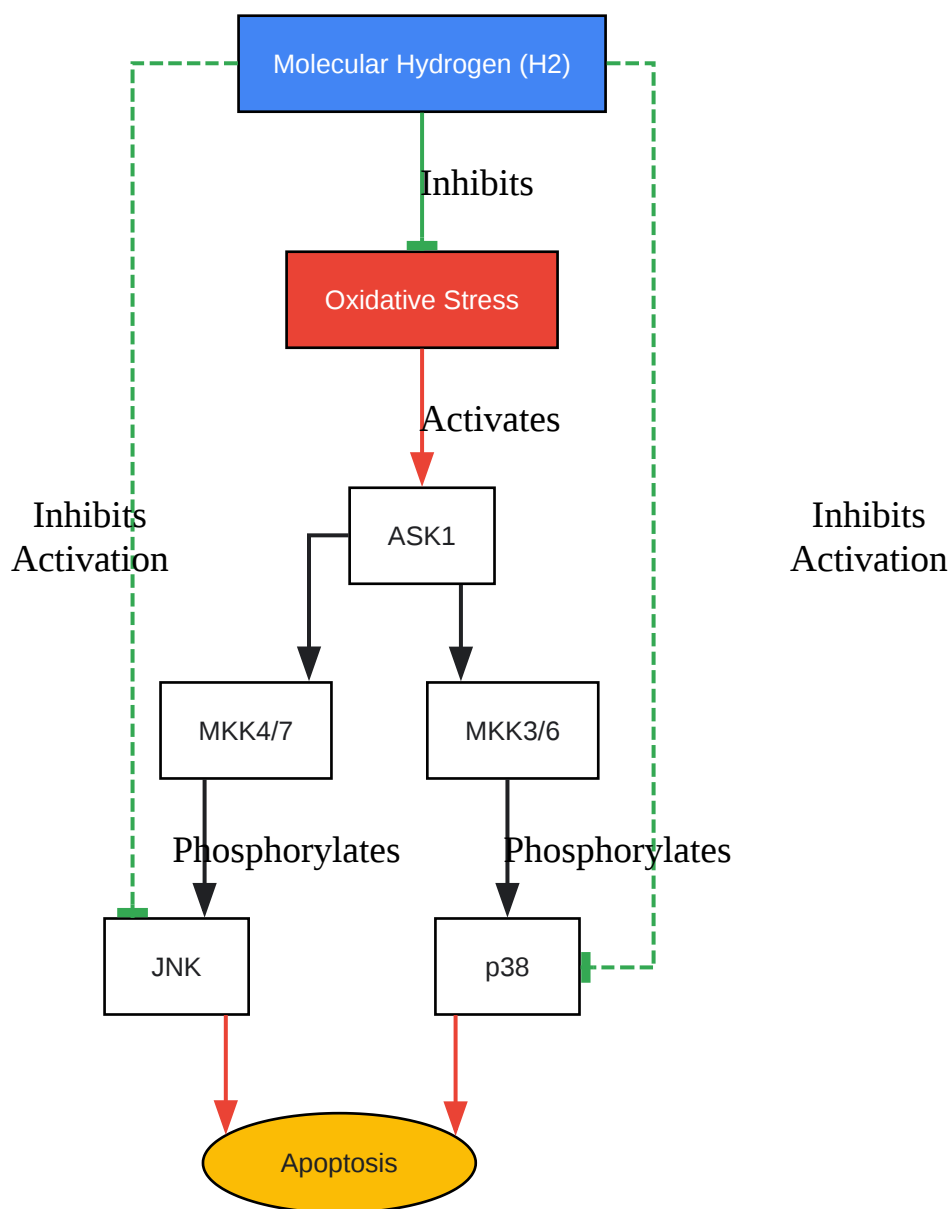 Molecular Hydrogen (H2)
Inhibits
Oxidative Stress
Activates
Inhibits
Activation
ASK1
Inhibits
Activation
MKK4/7
MKK3/6
Phosphorylates
Phosphorylates
JNK
p38
Apoptosis